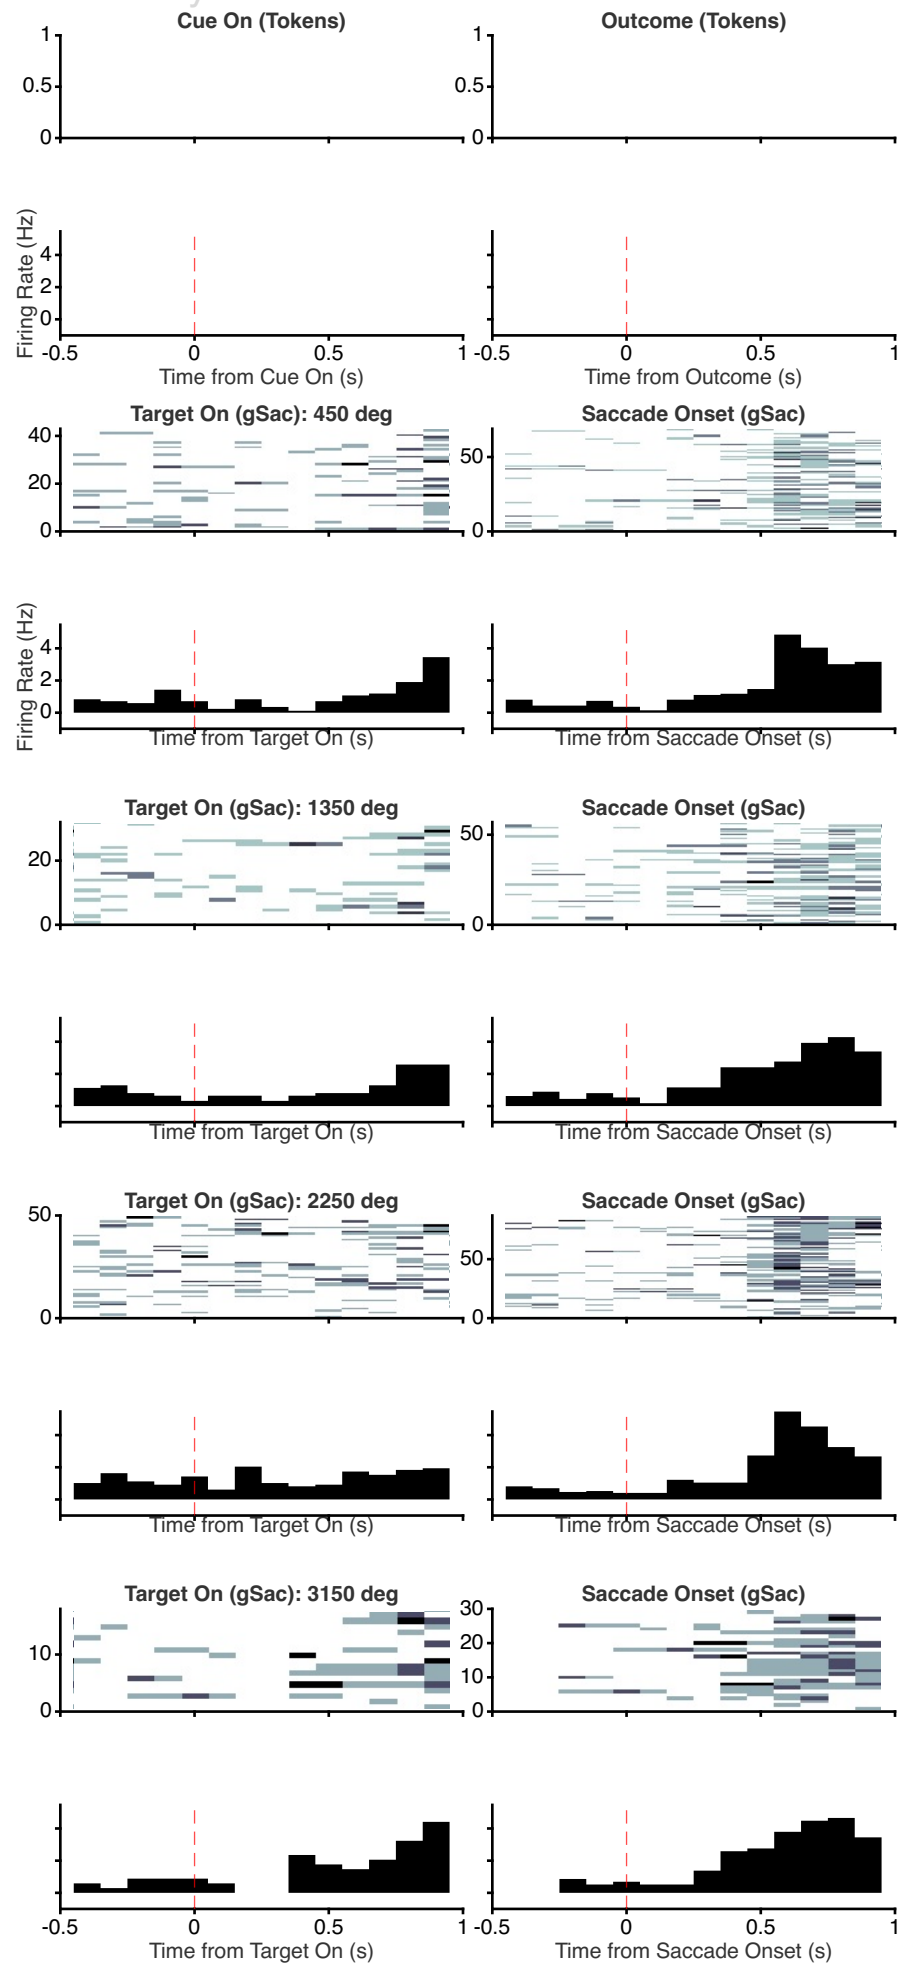 Cue On (Tokens) Outcome (Tokens)
1 1
0.5 0.5
0 0
Firing Rate (Hz)
4
2
0
-0.5 0 0.5 1 -0.5 0 0.5 1
Time from Cue On (s) Time from Outcome (s)
Target On (gSac): 450 deg Saccade Onset (gSac)
40
20
0
50
0
Firing Rate (Hz)
4
2
0
Time from Target On (s) Time from Saccade Onset (s)
Target On (gSac): 1350 deg Saccade Onset (gSac)
20
0
50
0
Time from Target On (s) Time from Saccade Onset (s)
Target On (gSac): 2250 deg Saccade Onset (gSac)
50
0
50
0
Time from Target On (s) Time from Saccade Onset (s)
Target On (gSac): 3150 deg Saccade Onset (gSac)
10
0
30
20
10
0
-0.5 0 0.5 1 -0.5 0 0.5 1
Time from Target On (s) Time from Saccade Onset (s)